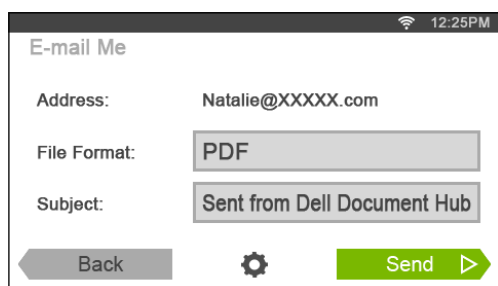 12:25PM
E-mail Me
Address: Natalie@XXXXX.com
File Format: PDF
Subject: Sent from Dell Document Hub
Back Send